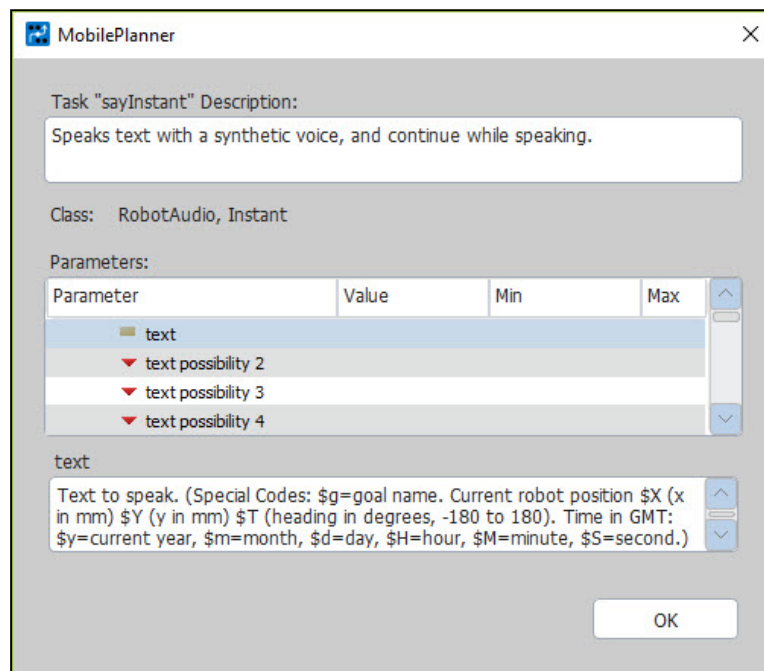 MobilePlanner
Task "sayInstant" Description:
Speaks text with a synthetic voice, and continue while speaking.
Class: RobotAudio, Instant
Parameters:
Parameter Value Min Max
text
text possibility 2
text possibility 3
text possibility 4
text
Text to speak. (Special Codes: $g=goal name. Current robot position $X (x
in mm) $Y (y in mm) $T (heading in degrees, -180 to 180). Time in GMT:
$y=current year, $m=month, $d=day, $H=hour, $M=minute, $S=second.)
OK